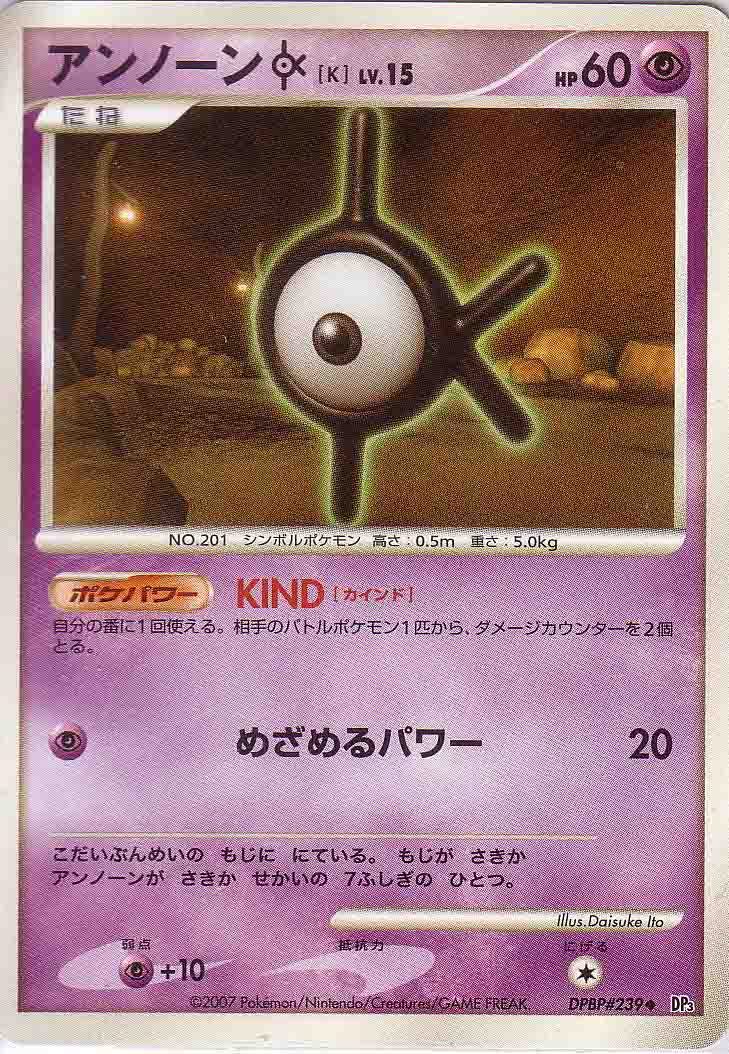 アンノーン [K] LV.15 HP60
たね
NO.201 シンボルポケモン 高さ:0.5m 重さ:5.0kg
ポケパワー KIND [カインド]
自分の番に1回使える。相手のバトルポケモン1匹から、ダメージカウンターを2個
とる。
めざめるパワー 20
こだいぶんめいの もじに にている。 もじが さきか
アンノーンが さきか せかいの 7ふしぎの ひとつ。
Illus.Daisuke Ito
弱点 抵抗力 にげる
+10
©2007 Pokémon/Nintendo/Creatures/GAME FREAK. DPBP#239 DP3